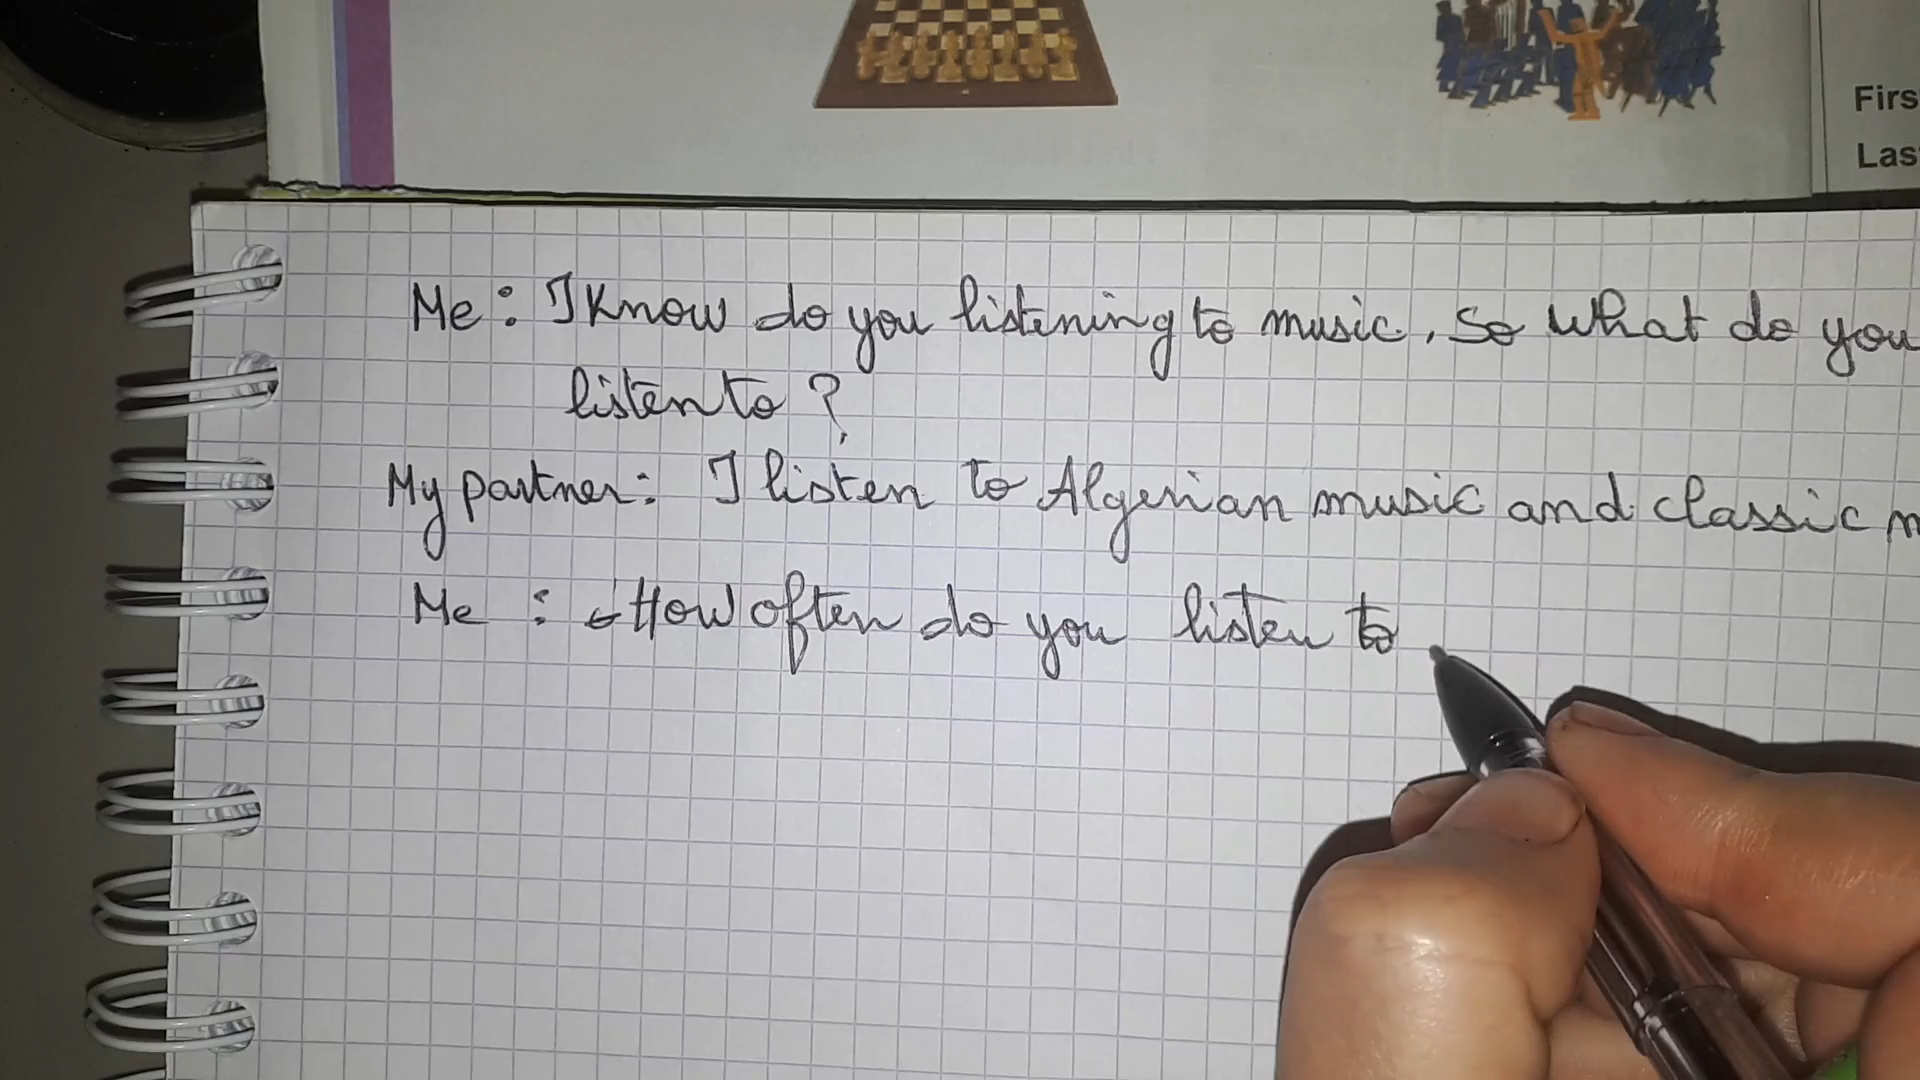 Firs
Las
Me: I know do you listening to music. So what do you
listen to?
My partner: I listen to Algerian music and classic m
Me: How often do you listen to